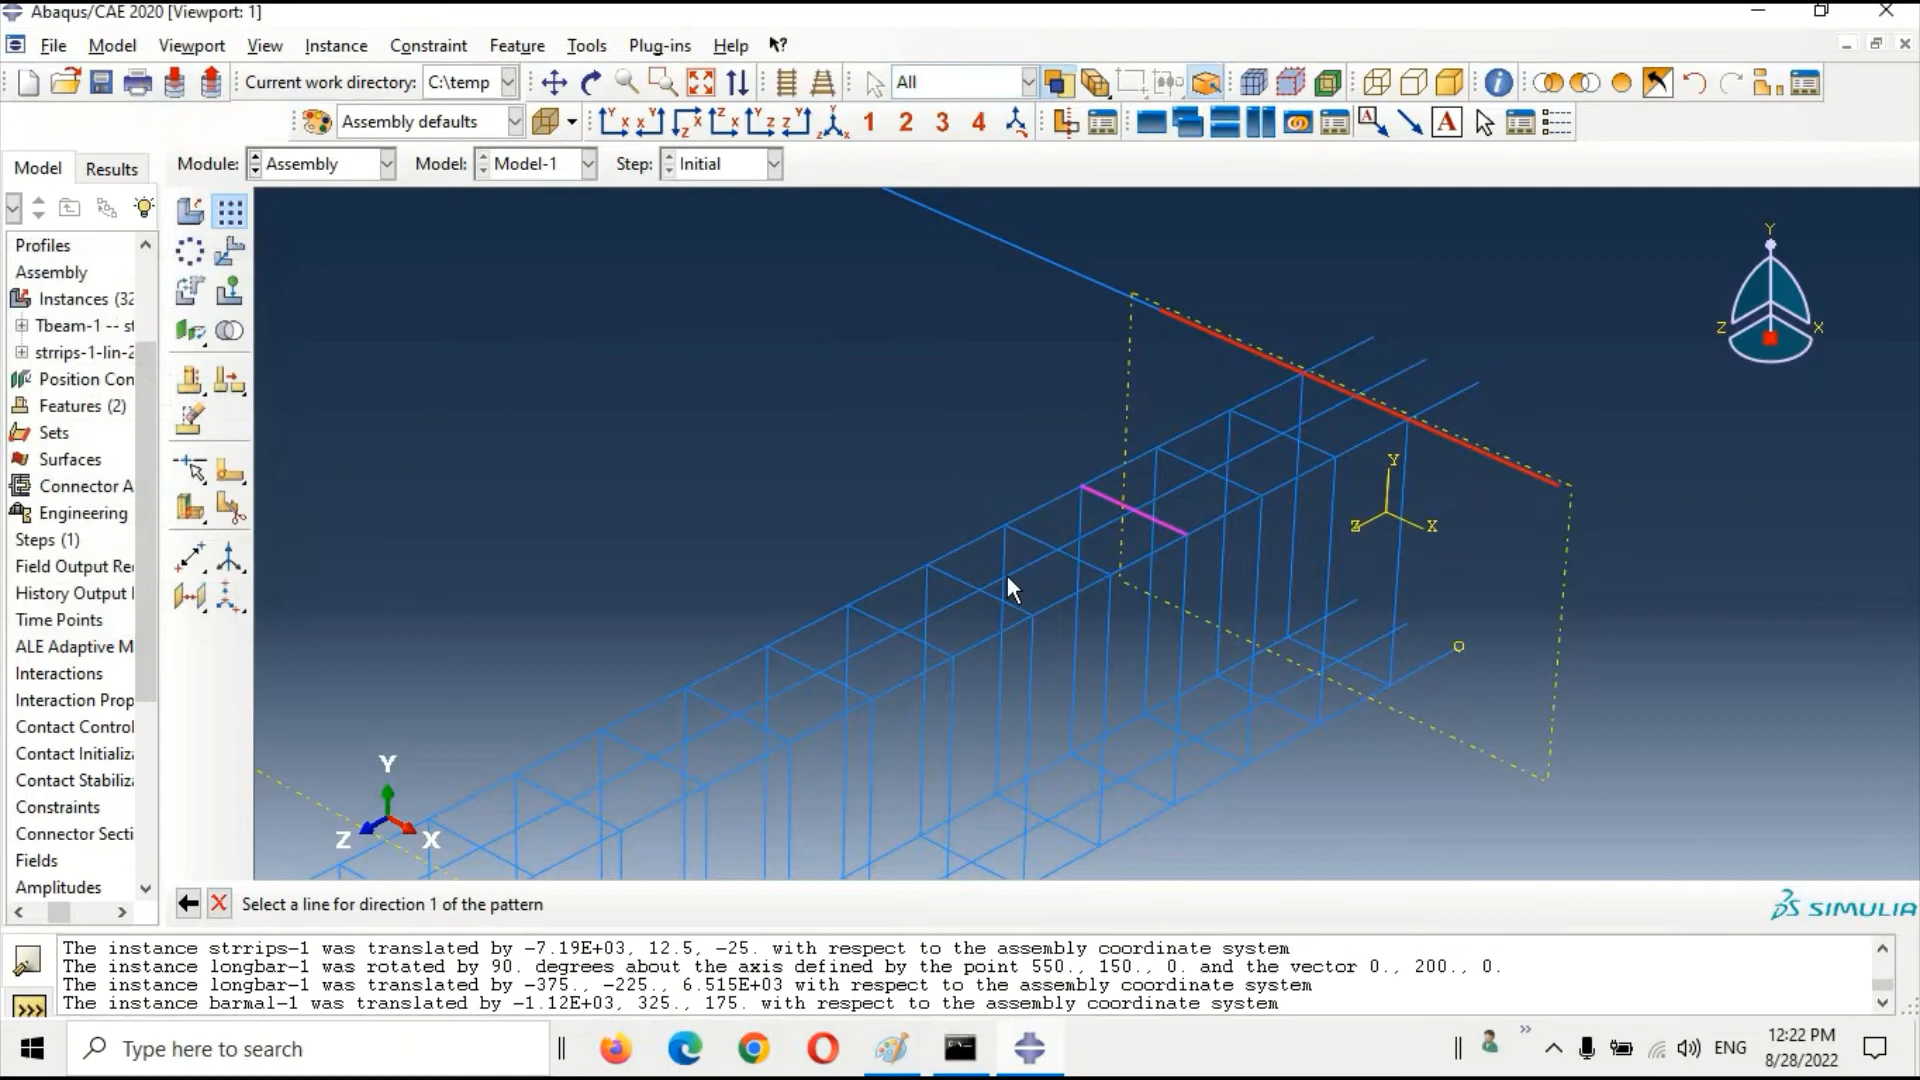 Abaqus/CAE 2020 [Viewport: 1]
File Model Viewport View Instance Constraint Feature Tools Plug-ins Help
Current work directory: C:\temp All
Assembly defaults 1 2 3 4 A
Model Results Module: Assembly Model: Model-1 Step: Initial
Profiles
Assembly
Instances (32
Tbeam-1 -- st
strrips-1-lin-2
Position Con
Features (2)
Sets
Surfaces
Connector A
Engineering
Steps (1)
Field Output Re
History Output
Time Points
ALE Adaptive M
Interactions
Interaction Prop
Contact Control
Contact Initializa
Contact Stabiliza
Constraints
Connector Secti
Fields
Amplitudes
Y
Z X
Y
Z X
Y
Z X
Select a line for direction 1 of the pattern
SIMULIA
The instance strrips-1 was translated by -7.19E+03, 12.5, -25. with respect to the assembly coordinate system
The instance longbar-1 was rotated by 90. degrees about the axis defined by the point 550., 150., 0. and the vector 0., 200., 0.
The instance longbar-1 was translated by -375., -225., 6.515E+03 with respect to the assembly coordinate system
The instance barmal-1 was translated by -1.12E+03, 325., 175. with respect to the assembly coordinate system
>>>
Type here to search
ENG
12:22 PM
8/28/2022